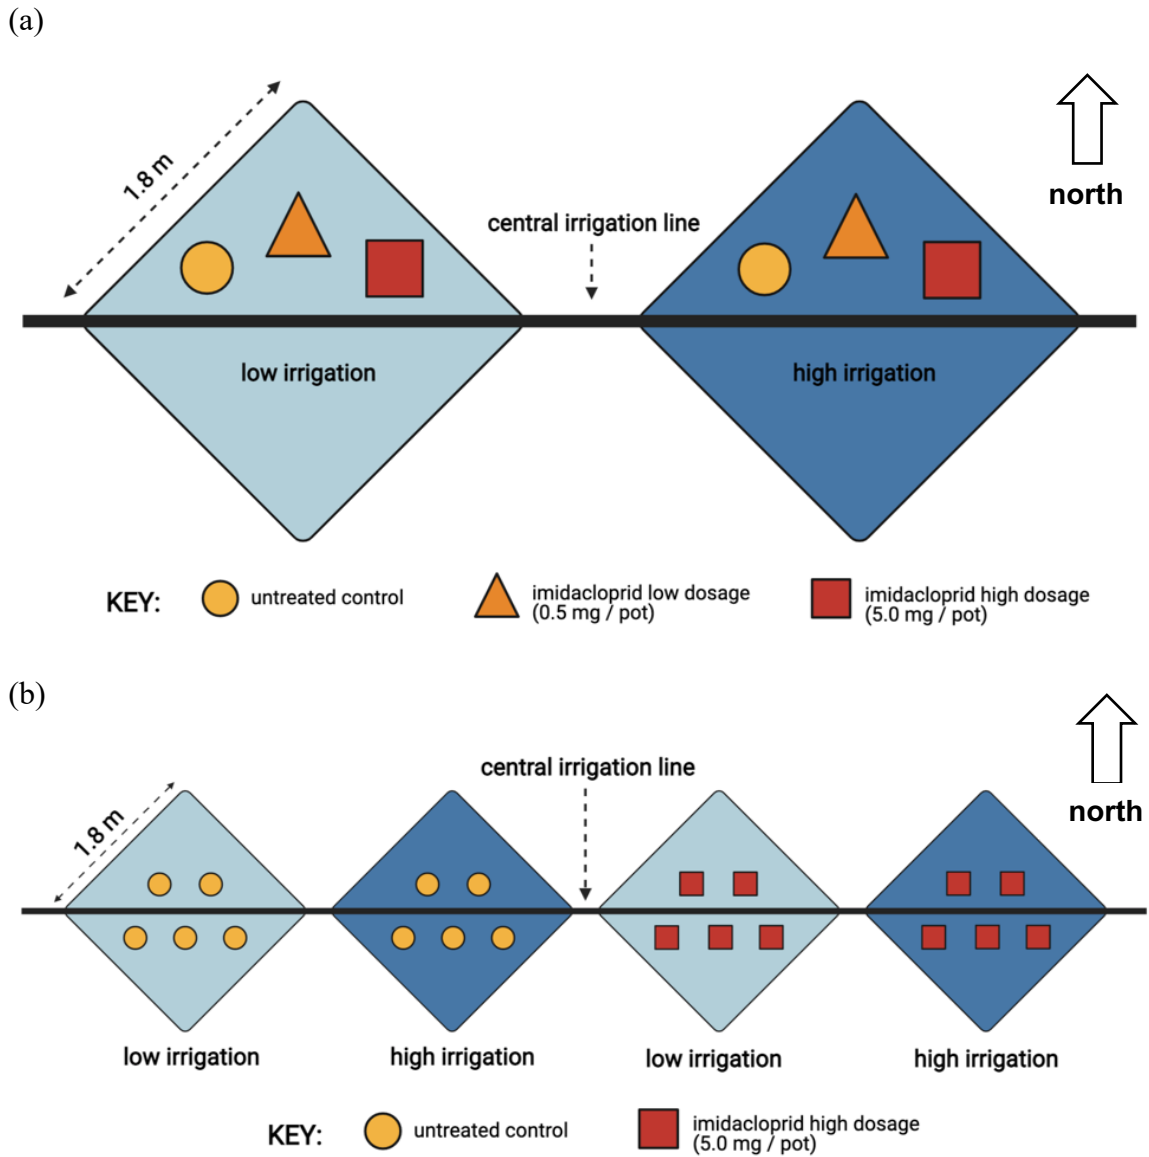 (a)
1.8 m
central irrigation line
north
low irrigation
high irrigation
KEY:
untreated control
imidacloprid low dosage
(0.5 mg / pot)
imidacloprid high dosage
(5.0 mg / pot)
(b)
central irrigation line
1.8 m
north
low irrigation
high irrigation
low irrigation
high irrigation
KEY:
untreated control
imidacloprid high dosage
(5.0 mg / pot)